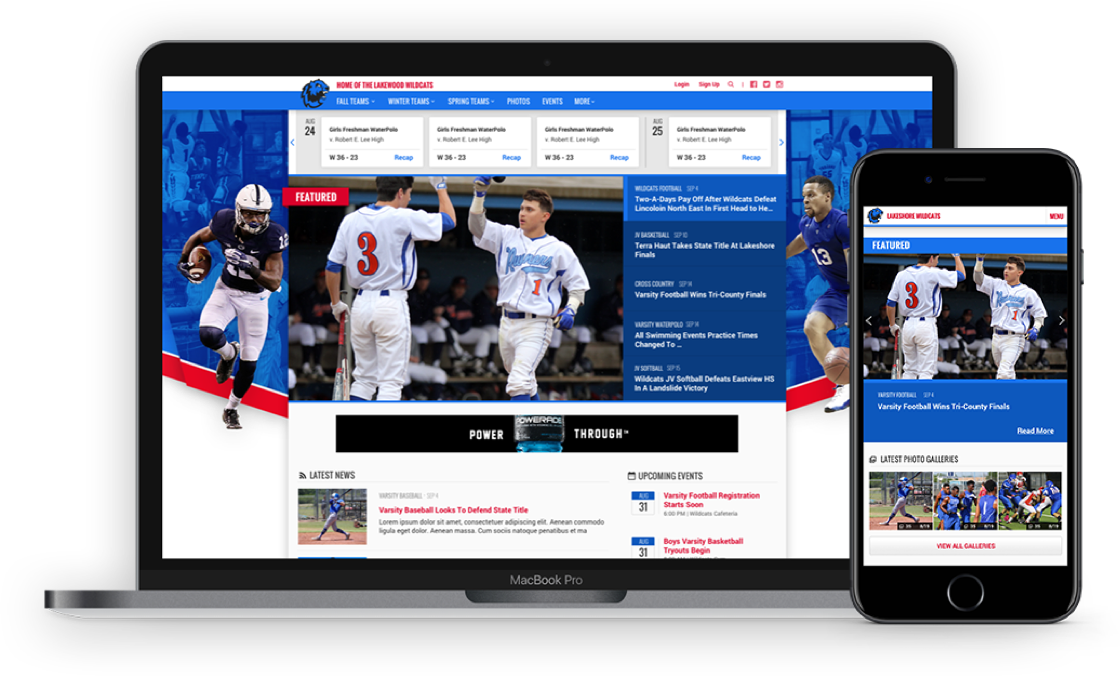 HOME OF THE LAKEWOOD WILDCATS
Login Sign Up
FALL TEAMS WINTER TEAMS SPRING TEAMS PHOTOS EVENTS MORE
AUG
24
Girls Freshman WaterPolo
v. Robert E. Lee High
W 36 - 23 Recap
Girls Freshman WaterPolo
v. Robert E. Lee High
W 36 - 23 Recap
Girls Freshman WaterPolo
v. Robert E. Lee High
W 36 - 23 Recap
AUG
25
Girls Freshman WaterPolo
v. Robert E. Lee High
W 36 - 23 Recap
FEATURED
3
1
12
13
WILDCATS FOOTBALL SEP 4
Two-A-Days Pay Off After Wildcats Defeat
Lincoloin North East In First Head to He...
JV BASKETBALL SEP 10
Terra Haut Takes State Title At Lakeshore
Finals
CROSS COUNTRY SEP 14
Varsity Football Wins Tri-County Finals
VARSITY WATERPOLO SEP 14
All Swimming Events Practice Times
Changed To ...
JV SOFTBALL SEP 15
Wildcats JV Softball Defeats Eastview HS
In A Landslide Victory
POWER POWERADE THROUGH™
LATEST NEWS
VARSITY BASEBALL SEP 4
Varsity Baseball Looks To Defend State Title
Lorem ipsum dolor sit amet, consectetuer adipiscing elit. Aenean commodo
ligula eget dolor. Aenean massa. Cum sociis natoque penatibus et ma
UPCOMING EVENTS
AUG
31
Varsity Football Registration
Starts Soon
6:00 PM | Wildcats Cafeteria
AUG
31
Boys Varsity Basketball
Tryouts Begin
MacBook Pro
LAKESHORE WILDCATS MENU
FEATURED
3
1
VARSITY FOOTBALL SEP 4
Varsity Football Wins Tri-County Finals
Read More
LATEST PHOTO GALLERIES
VIEW ALL GALLERIES